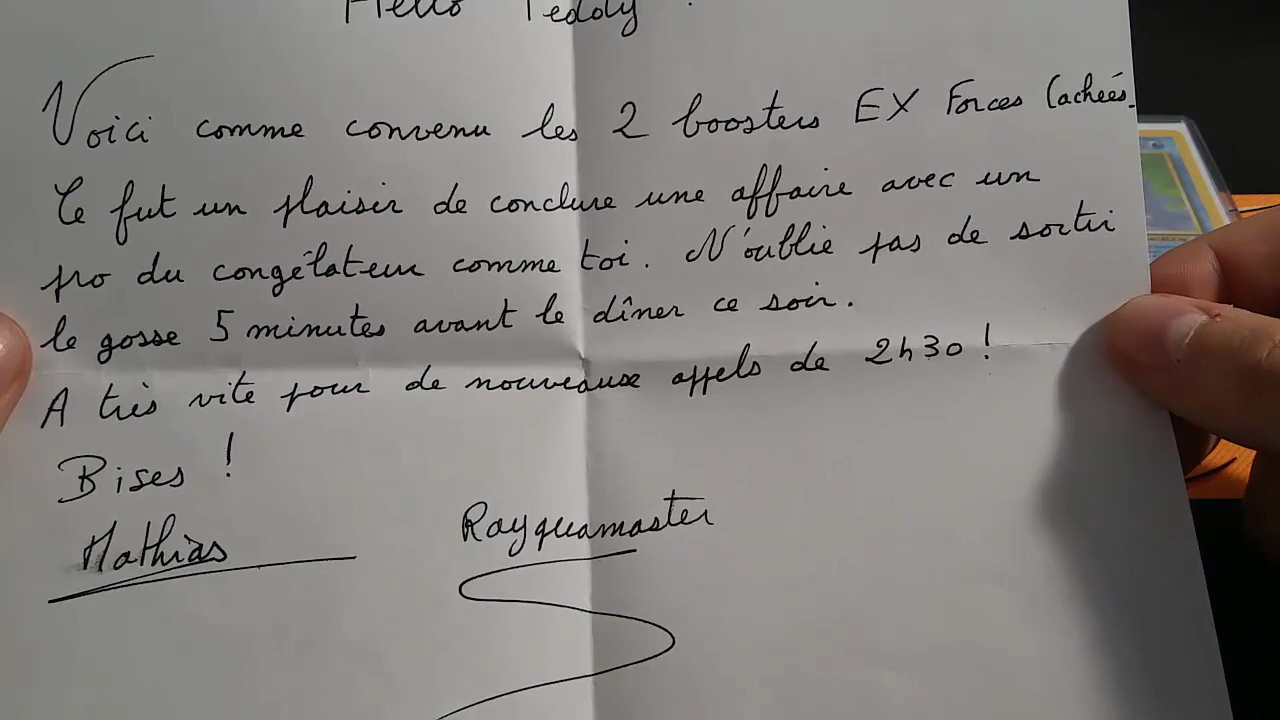 Hello Teddy !
Voici comme convenu les 2 boosters EX Forces Cachées.
Ce fut un plaisir de conclure une affaire avec un
pro du congélateur comme toi. N'oublie pas de sortir
le gosse 5 minutes avant le dîner ce soir.
A très vite pour de nouveaux appels de 2h30 !
Bises !
Mathias
Rayquamaster